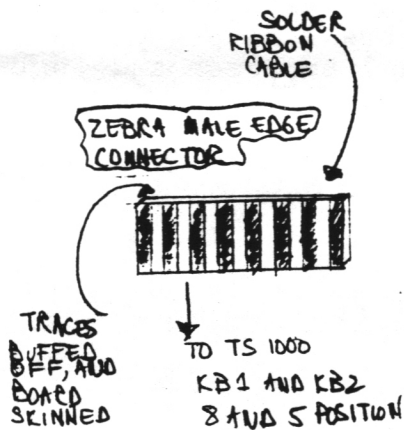 SOLDER
RIBBON
CABLE
ZEBRA MALE EDGE
CONNECTOR
TRACES
BUFFED
OFF, AND
BOARD
SKINNED
TO TS 1000
KB1 AND KB2
8 AND 5 POSITION